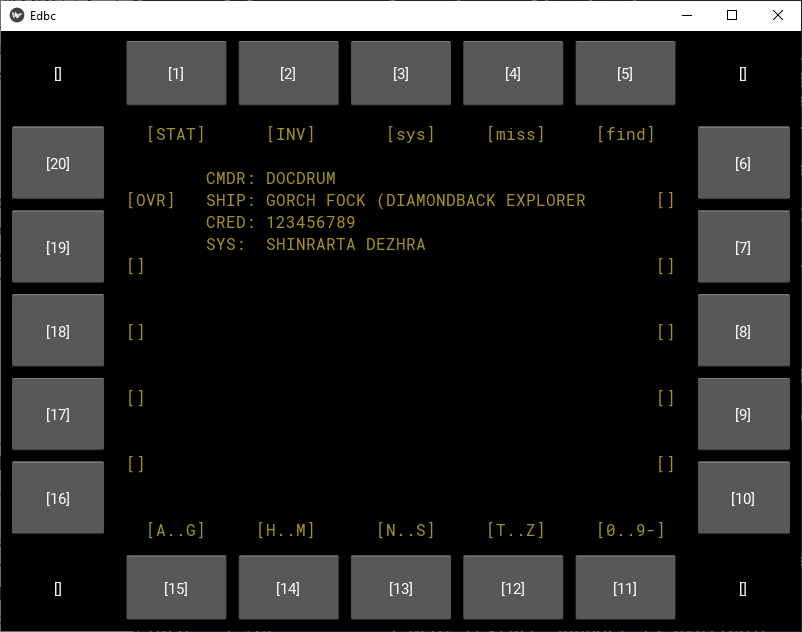 Edbc
[] [1] [2] [3] [4] [5] []
[STAT] [INV] [sys] [miss] [find]
[20] [6]
CMDR: DOCDRUM
[OVR] SHIP: GORCH FOCK (DIAMONDBACK EXPLORER []
CRED: 123456789
[19] SYS: SHINRARTA DEZHRA [7]
[] []
[18] [] [] [8]
[] []
[17] [9]
[] []
[16] [10]
[A..G] [H..M] [N..S] [T..Z] [0..9-]
[] [15] [14] [13] [12] [11] []